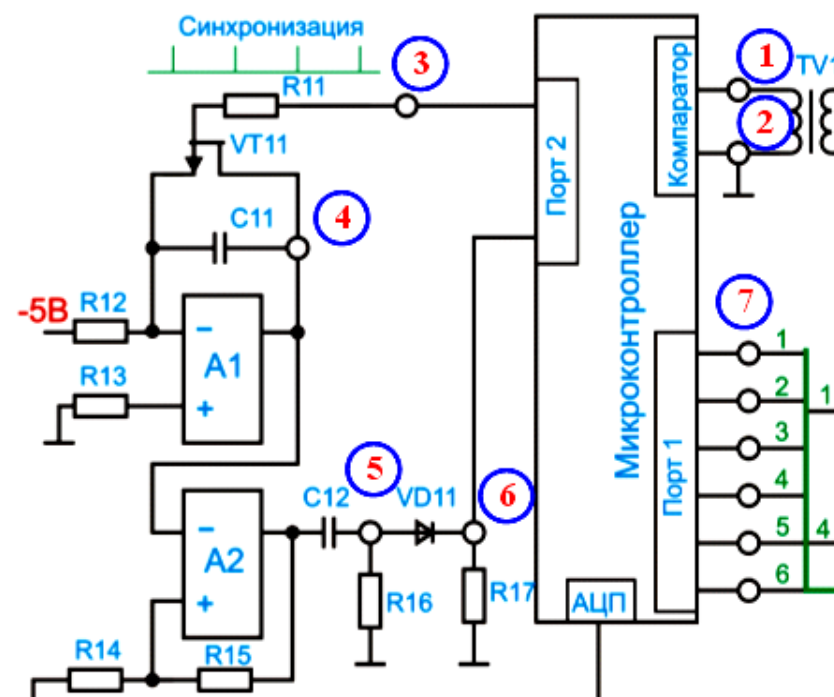 Синхронизация
3
1
TV1
R11
2
VT11
Порт 2
Компаратор
4
C11
Микроконтроллер
-5В
R12
A1
7
R13
1
2
1
3
4
5
4
6
Порт 1
5
C12
VD11
6
A2
R16
R17
АЦП
R14
R15
−
+
−
+